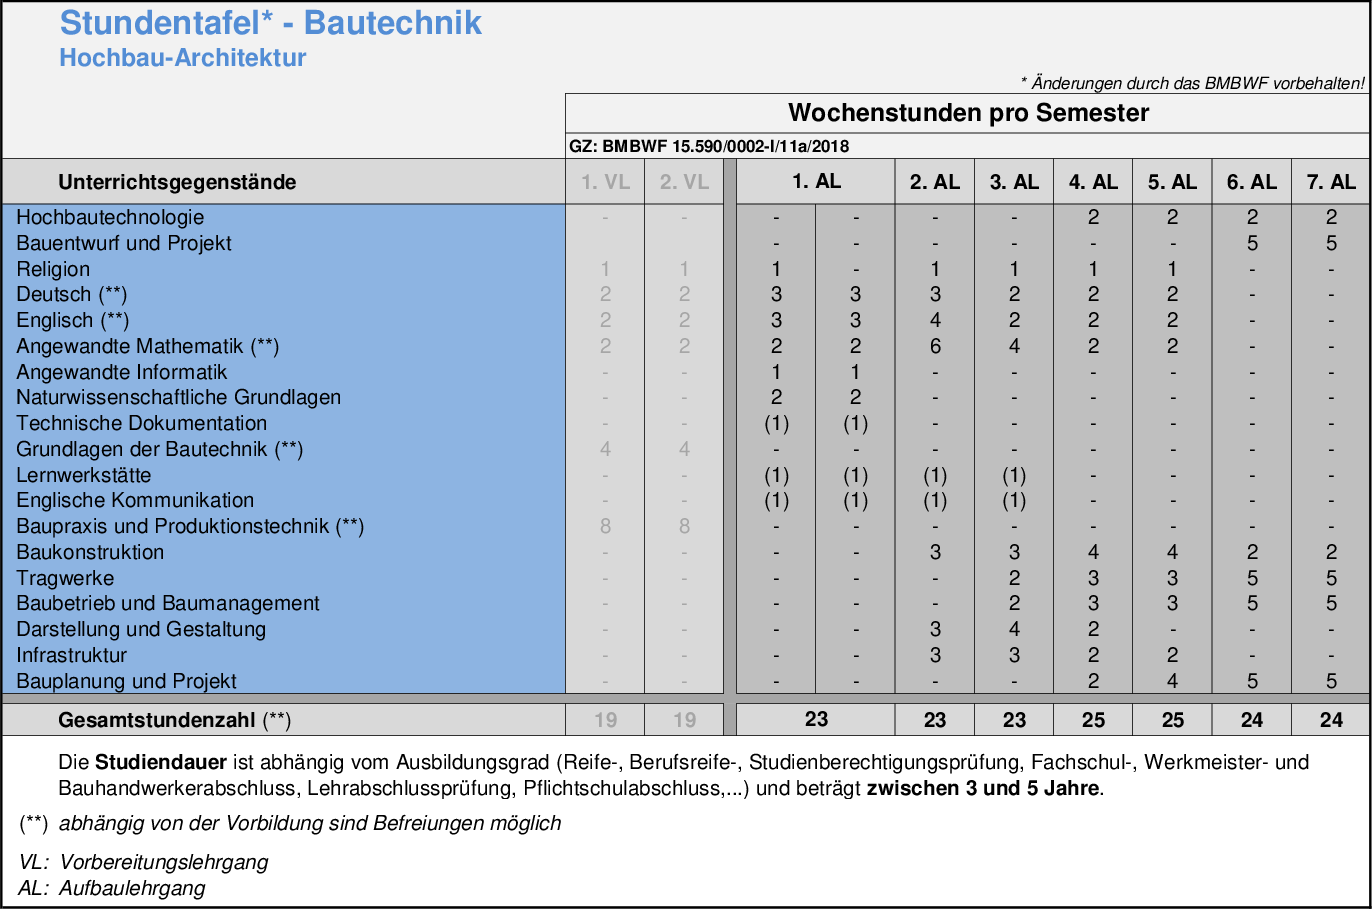 Stundentafel* - Bautechnik
Hochbau-Architektur
* Änderungen durch das BMBWF vorbehalten!
Wochenstunden pro Semester
GZ: BMBWF 15.590/0002-I/11a/2018
Unterrichtsgegenstände 1. VL 2. VL 1. AL 2. AL 3. AL 4. AL 5. AL 6. AL 7. AL
Hochbautechnologie - - - - - - 2 2 2 2
Bauentwurf und Projekt - - - - - - 5 5
Religion 1 1 1 - 1 1 1 1 - -
Deutsch (**) 2 2 3 3 3 2 2 2 - -
Englisch (**) 2 2 3 3 4 2 2 2 - -
Angewandte Mathematik (**) 2 2 2 2 6 4 2 2 - -
Angewandte Informatik - - 1 1 - - - - - -
Naturwissenschaftliche Grundlagen - - 2 2 - - - - - -
Technische Dokumentation - - (1) (1) - - - - - -
Grundlagen der Bautechnik (**) 4 4 - - - - - - - -
Lernwerkstätte - - (1) (1) (1) (1) - - - -
Englische Kommunikation - - (1) (1) (1) (1) - - - -
Baupraxis und Produktionstechnik (**) 8 8 - - - - - - - -
Baukonstruktion - - - - 3 3 4 4 2 2
Tragwerke - - - - - 2 3 3 5 5
Baubetrieb und Baumanagement - - - - - 2 3 3 5 5
Darstellung und Gestaltung - - - - 3 4 2 - - -
Infrastruktur - - - - 3 3 2 2 - -
Bauplanung und Projekt - - - - - - 2 4 5 5
Gesamtstundenzahl (**) 19 19 23 23 23 25 25 24 24
Die Studiendauer ist abhängig vom Ausbildungsgrad (Reife-, Berufsreife-, Studienberechtigungsprüfung, Fachschul-, Werkmeister- und
Bauhandwerkerabschluss, Lehrabschlussprüfung, Pflichtschulabschluss,...) und beträgt zwischen 3 und 5 Jahre.
(**) abhängig von der Vorbildung sind Befreiungen möglich
VL: Vorbereitungslehrgang
AL: Aufbaulehrgang